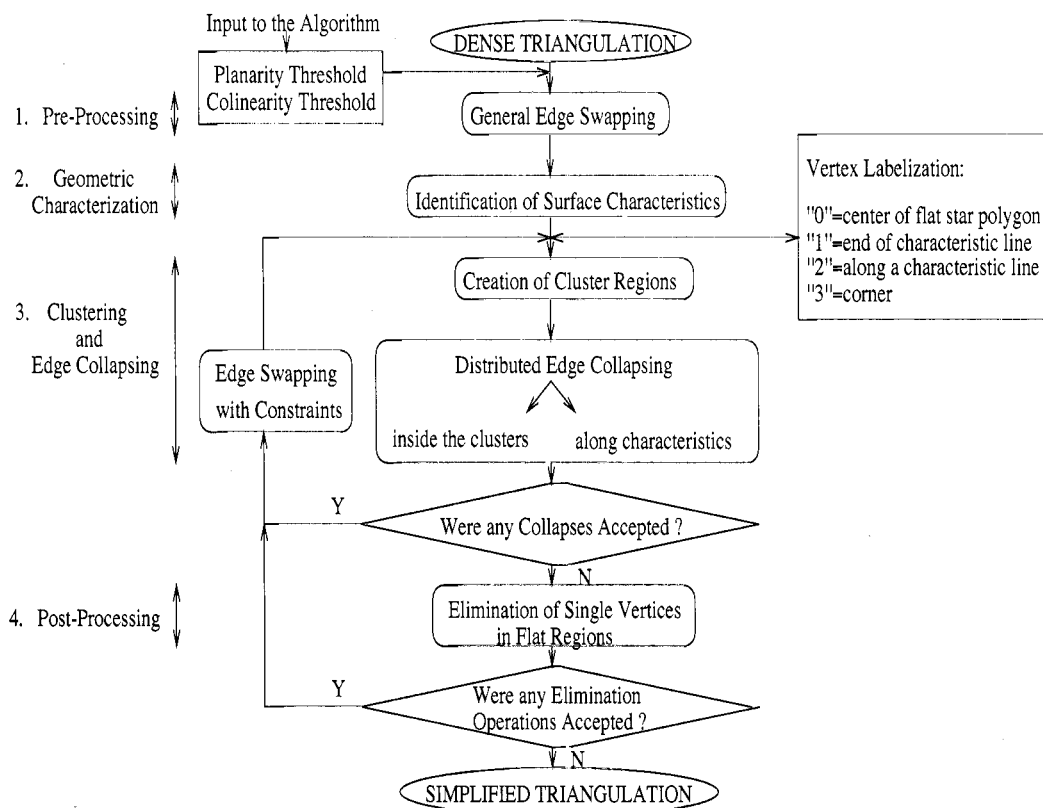 Input to the Algorithm
DENSE TRIANGULATION
Planarity Threshold
Colinearity Threshold
1. Pre-Processing
General Edge Swapping
2. Geometric
Characterization
Identification of Surface Characteristics
Vertex Labelization:
"0"=center of flat star polygon
"1"=end of characteristic line
"2"=along a characteristic line
"3"=corner
Creation of Cluster Regions
3. Clustering
and
Edge Collapsing
Edge Swapping
with Constraints
Distributed Edge Collapsing
inside the clusters
along characteristics
Y
Were any Collapses Accepted ?
N
4. Post-Processing
Elimination of Single Vertices
in Flat Regions
Y
Were any Elimination
Operations Accepted ?
N
SIMPLIFIED TRIANGULATION